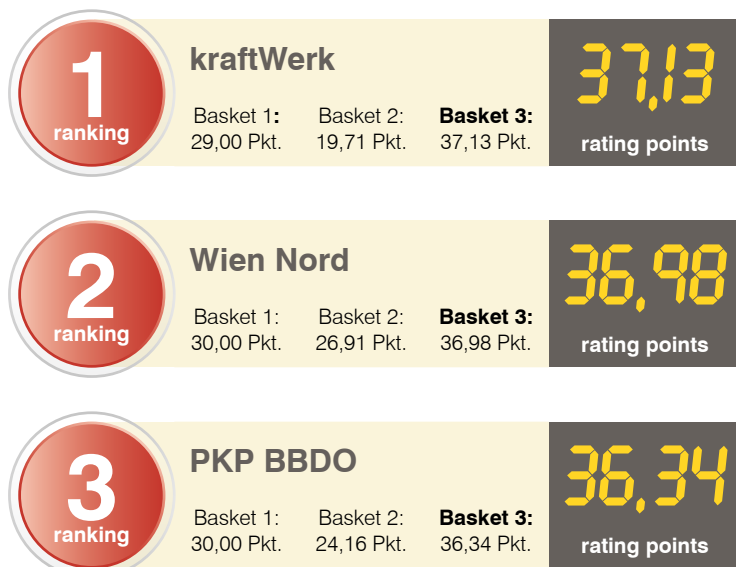 1
ranking
kraftWerk
Basket 1: Basket 2: Basket 3:
29,00 Pkt. 19,71 Pkt. 37,13 Pkt.
37,13
rating points
2
ranking
Wien Nord
Basket 1: Basket 2: Basket 3:
30,00 Pkt. 26,91 Pkt. 36,98 Pkt.
36,98
rating points
3
ranking
PKP BBDO
Basket 1: Basket 2: Basket 3:
30,00 Pkt. 24,16 Pkt. 36,34 Pkt.
36,34
rating points